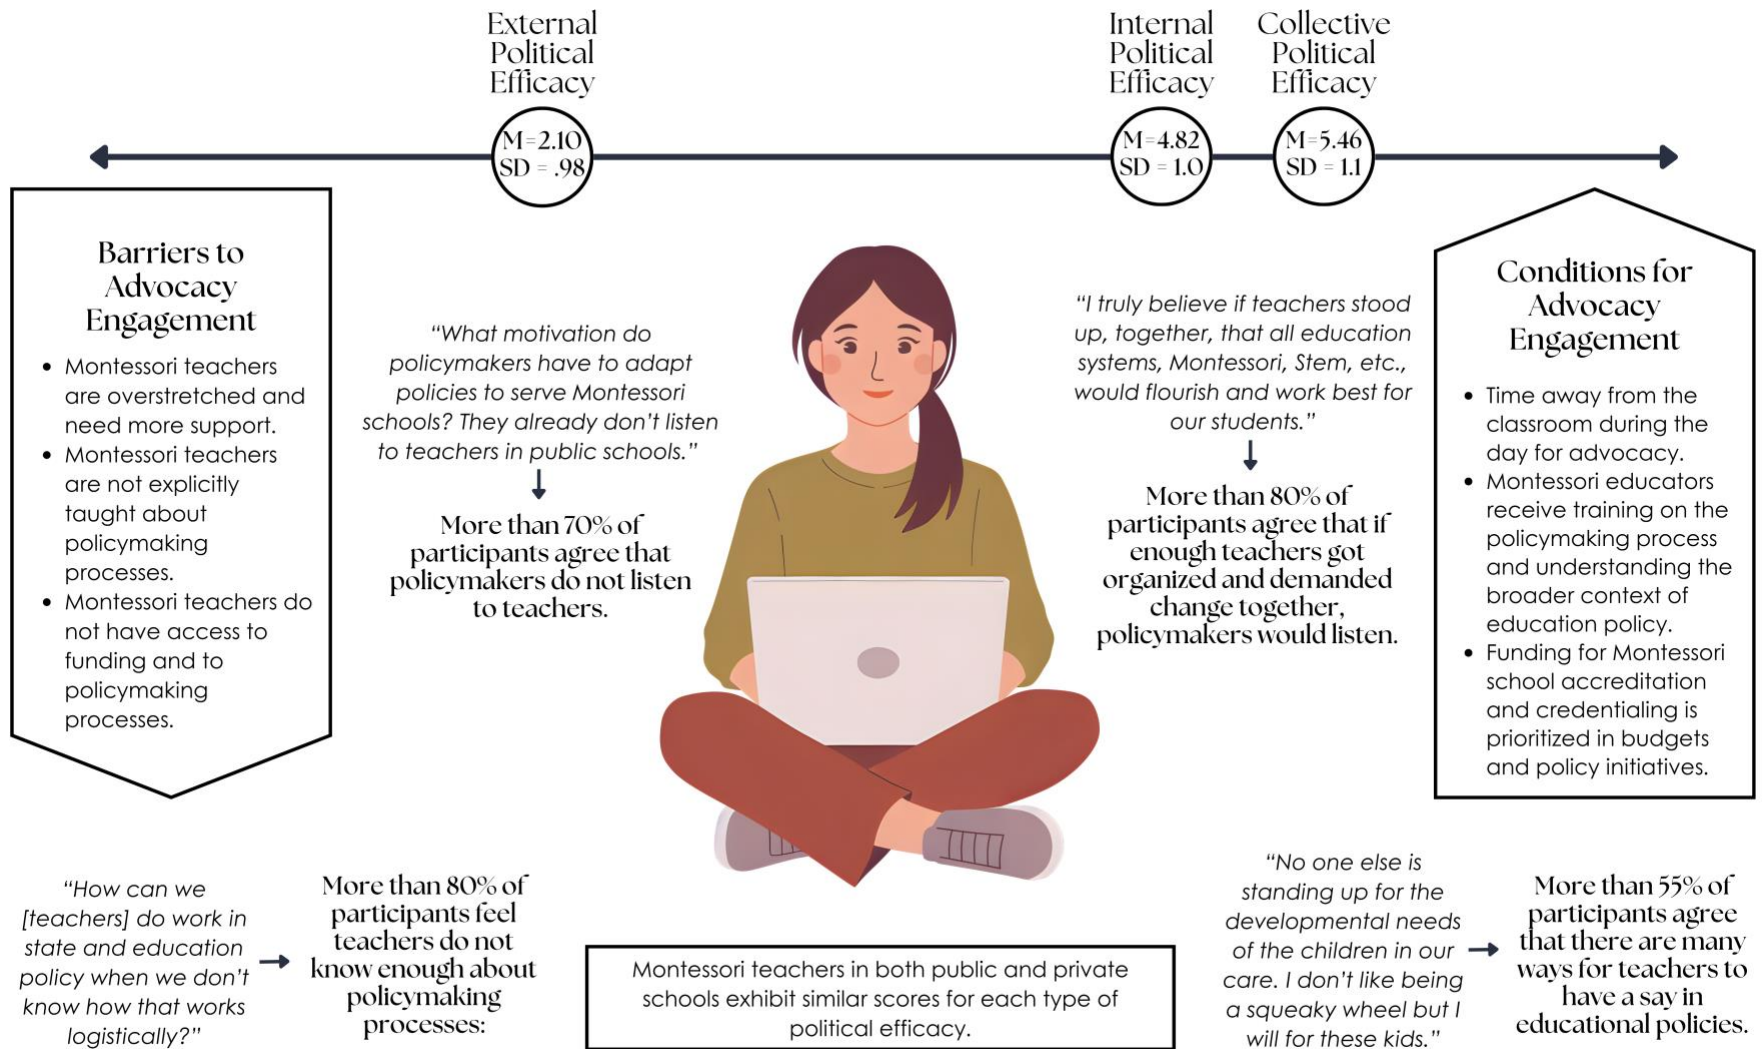 External
Political
Efficacy
M=2.10
SD = .98
Internal
Political
Efficacy
M=4.82
SD = 1.0
Collective
Political
Efficacy
M=5.46
SD = 1.1
Barriers to
Advocacy
Engagement
• Montessori teachers
are overstretched and
need more support.
• Montessori teachers
are not explicitly
taught about
policymaking
processes.
• Montessori teachers do
not have access to
funding and to
policymaking
processes.
“What motivation do
policymakers have to adapt
policies to serve Montessori
schools? They already don’t listen
to teachers in public schools.”
More than 70% of
participants agree that
policymakers do not listen
to teachers.
“I truly believe if teachers stood
up, together, that all education
systems, Montessori, Stem, etc.,
would flourish and work best for
our students.”
More than 80% of
participants agree that if
enough teachers got
organized and demanded
change together,
policymakers would listen.
Conditions for
Advocacy
Engagement
• Time away from the
classroom during the
day for advocacy.
• Montessori educators
receive training on the
policymaking process
and understanding the
broader context of
education policy.
• Funding for Montessori
school accreditation
and credentialing is
prioritized in budgets
and policy initiatives.
“How can we
[teachers] do work in
state and education
policy when we don’t
know how that works
logistically?”
More than 80% of
participants feel
teachers do not
know enough about
policymaking
processes:
Montessori teachers in both public and private
schools exhibit similar scores for each type of
political efficacy.
“No one else is
standing up for the
developmental needs
of the children in our
care. I don’t like being
a squeaky wheel but I
will for these kids.”
More than 55% of
participants agree
that there are many
ways for teachers to
have a say in
educational policies.